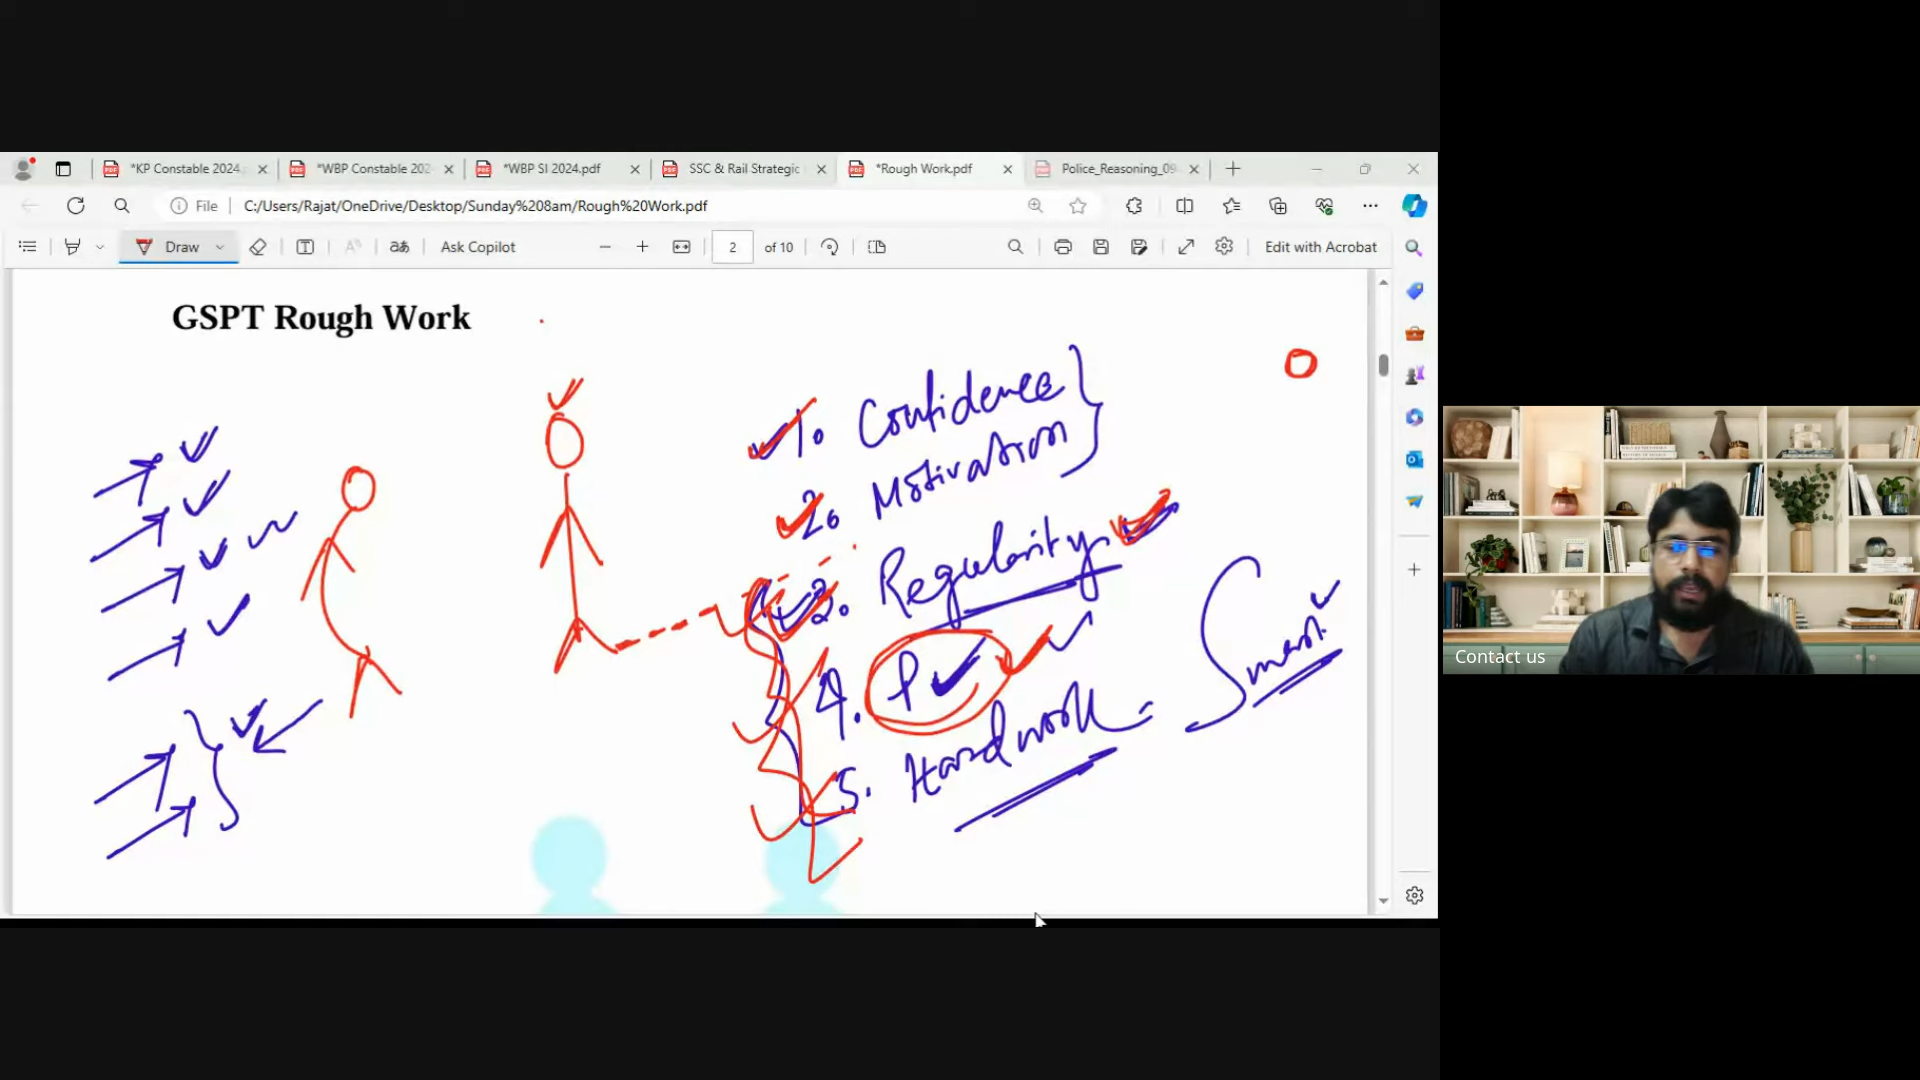 *KP Constable 2024.
*WBP Constable 202
*WBP SI 2024.pdf
SSC & Rail Strategic
*Rough Work.pdf
Police_Reasoning_09
File
C:/Users/Rajat/OneDrive/Desktop/Sunday%208am/Rough%20Work.pdf
Draw
Ask Copilot
2
of 10
Edit with Acrobat
GSPT Rough Work
1. Confidence
2. Motivation
3. Regularity
4. P
5. Hardwork - Smart.
Contact us